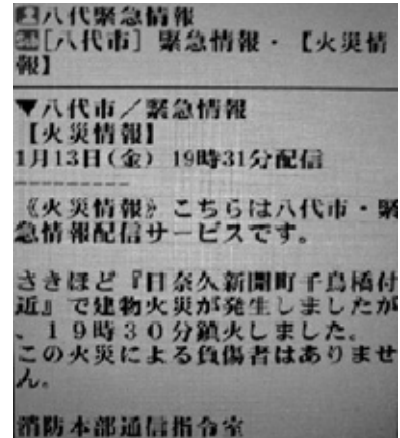 八代緊急情報
[八代市] 緊急情報・【火災情
報】
▼八代市／緊急情報
【火災情報】
1月13日(金) 19時31分配信
----------
《火災情報》こちらは八代市・緊
急情報配信サービスです。
さきほど『日奈久新開町千鳥橋付
近』で建物火災が発生しましたが
、19時30分鎮火しました。
この火災による負傷者はありませ
ん。
消防本部通信指令室